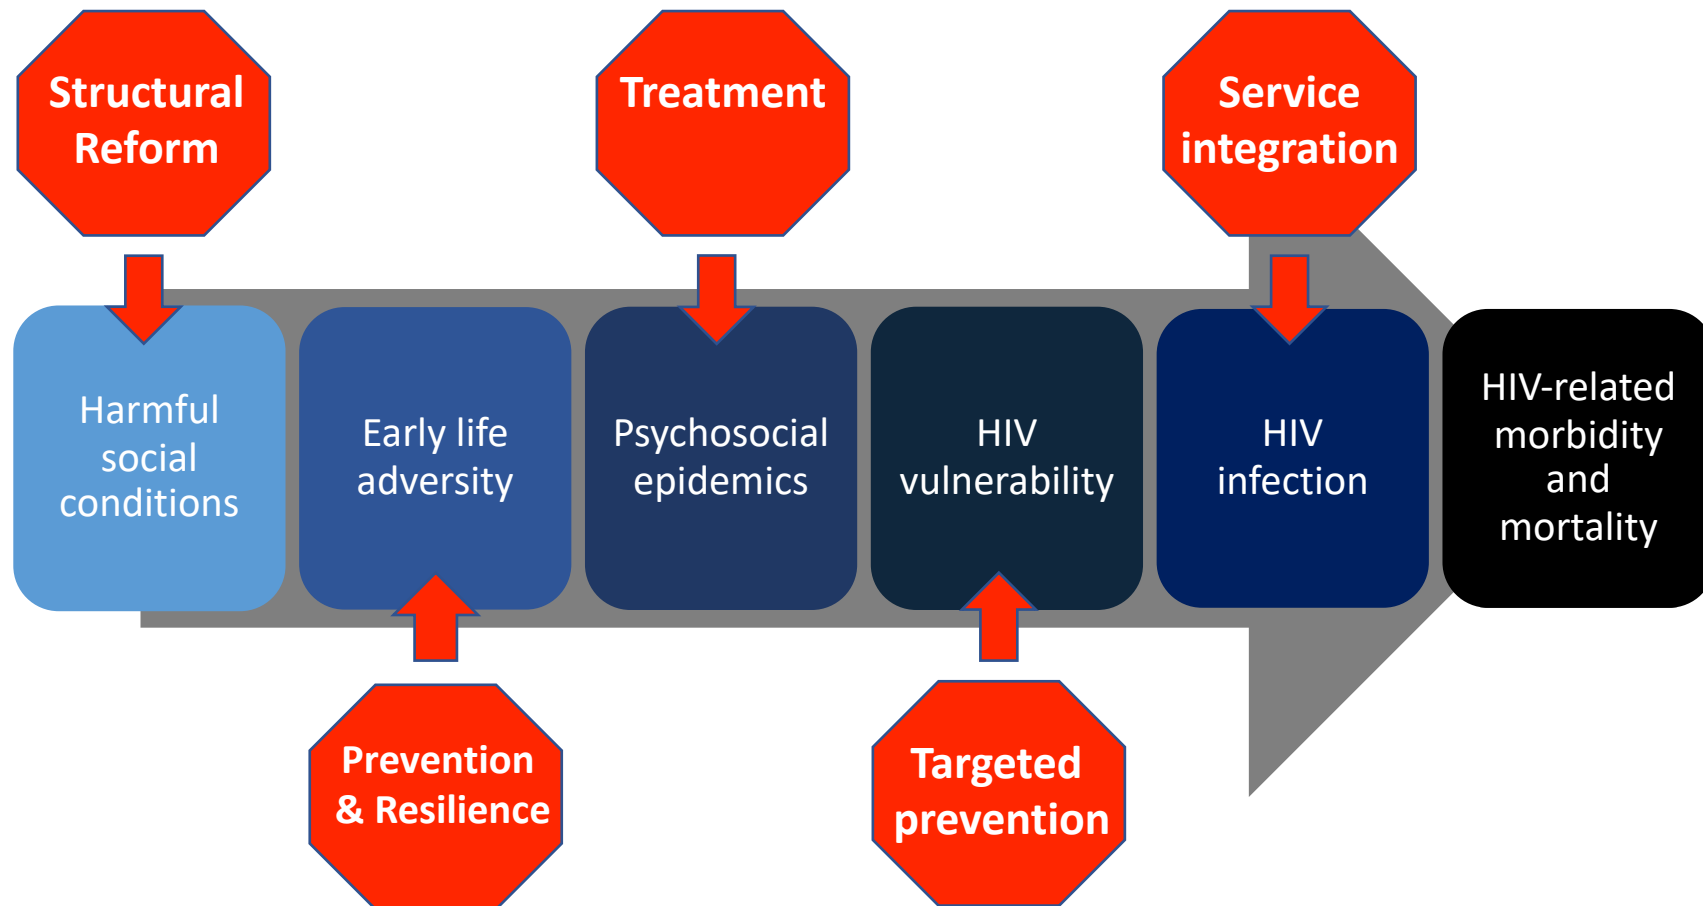 Structural
Reform
Treatment
Service
integration
Harmful
social
conditions
Early life
adversity
Psychosocial
epidemics
HIV
vulnerability
HIV
infection
HIV-related
morbidity
and
mortality
Prevention
& Resilience
Targeted
prevention